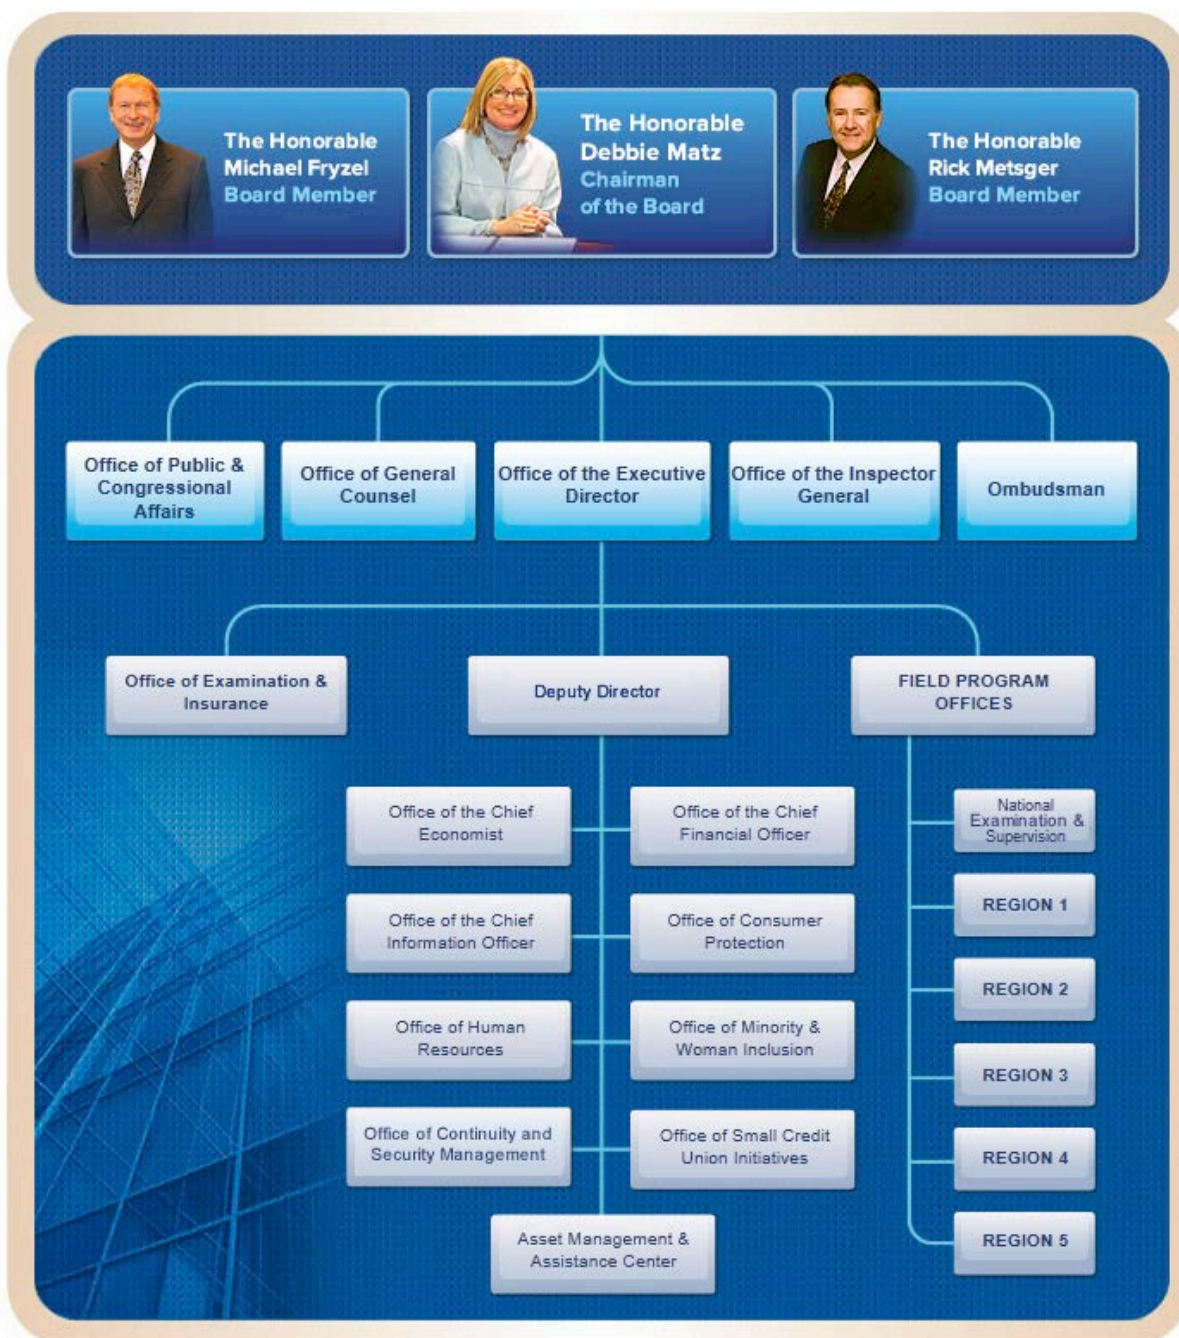 The Honorable
Michael Fryzel
Board Member
The Honorable
Debbie Matz
Chairman
of the Board
The Honorable
Rick Metsger
Board Member
Office of Public &
Congressional
Affairs
Office of General
Counsel
Office of the Executive
Director
Office of the Inspector
General
Ombudsman
Office of Examination &
Insurance
Deputy Director
FIELD PROGRAM
OFFICES
Office of the Chief
Economist
Office of the Chief
Financial Officer
Office of the Chief
Information Officer
Office of Consumer
Protection
Office of Human
Resources
Office of Minority &
Woman Inclusion
Office of Continuity and
Security Management
Office of Small Credit
Union Initiatives
Asset Management &
Assistance Center
National
Examination &
Supervision
REGION 1
REGION 2
REGION 3
REGION 4
REGION 5